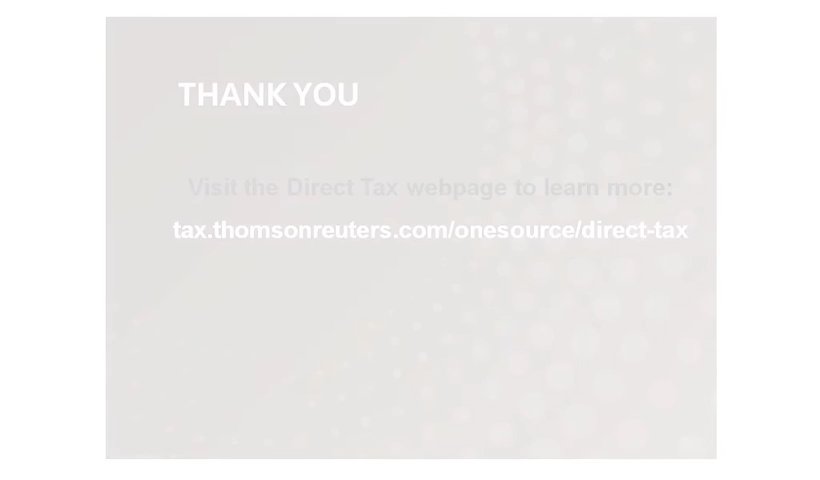 THANK YOU
Visit the Direct Tax webpage to learn more:
tax.thomsonreuters.com/onesource/direct-tax